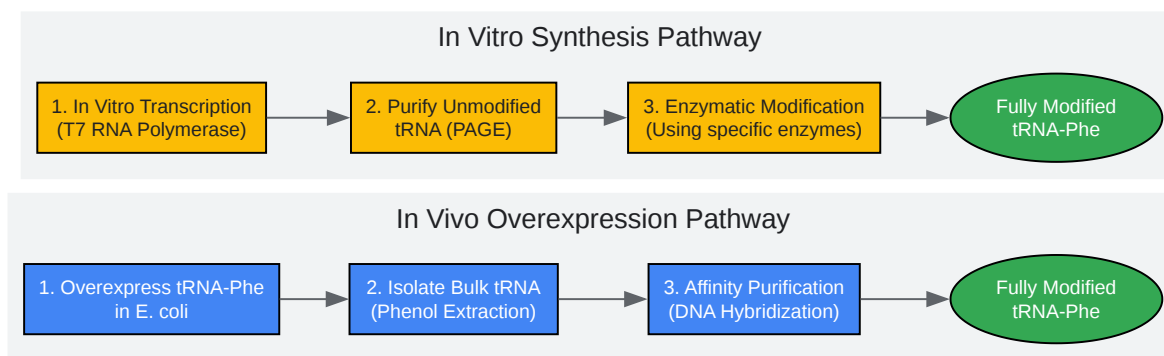 In Vitro Synthesis Pathway
1. In Vitro Transcription
(T7 RNA Polymerase)
2. Purify Unmodified
tRNA (PAGE)
3. Enzymatic Modification
(Using specific enzymes)
Fully Modified
tRNA-Phe
In Vivo Overexpression Pathway
1. Overexpress tRNA-Phe
in E. coli
2. Isolate Bulk tRNA
(Phenol Extraction)
3. Affinity Purification
(DNA Hybridization)
Fully Modified
tRNA-Phe